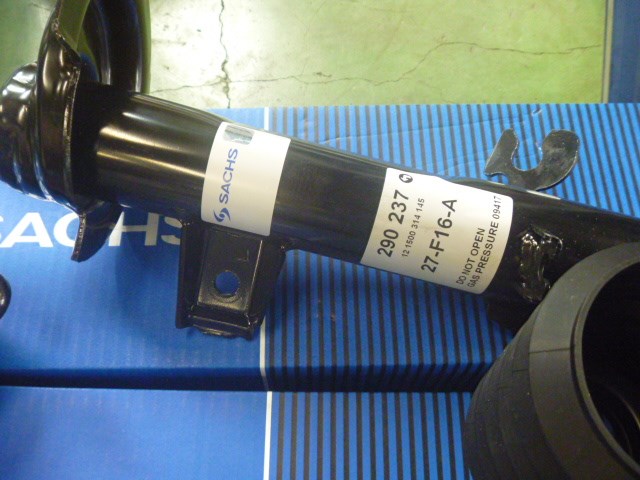 SACHS
290 237
12 1500 314 145
27-F16-A
DO NOT OPEN
GAS PRESSURE 09417
SACHS